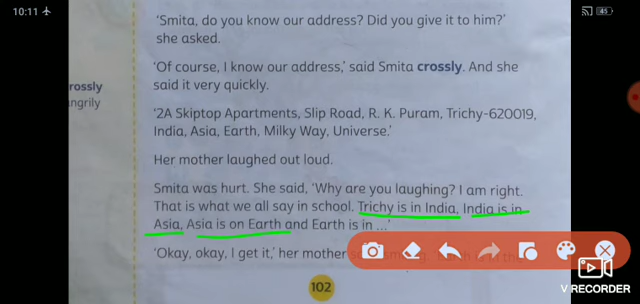 10:11
45
'Smita, do you know our address? Did you give it to him?'
she asked.
'Of course, I know our address,' said Smita crossly. And she
said it very quickly.
rossly
ngrily
'2A Skiptop Apartments, Slip Road, R. K. Puram, Trichy-620019,
India, Asia, Earth, Milky Way, Universe.'
Her mother laughed out loud.
Smita was hurt. She said, 'Why are you laughing? I am right.
That is what we all say in school. Trichy is in India, India is in
Asia, Asia is on Earth and Earth is in ...'
'Okay, okay, I get it,' her mother
102
V RECORDER